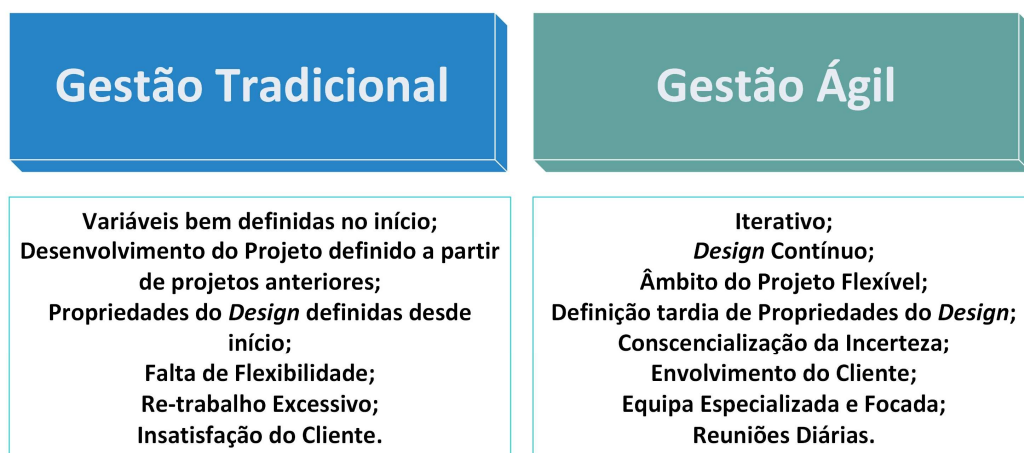 Gestão Tradicional
Variáveis bem definidas no início;
Desenvolvimento do Projeto definido a partir
de projetos anteriores;
Propriedades do Design definidas desde
início;
Falta de Flexibilidade;
Re-trabalho Excessivo;
Insatisfação do Cliente.
Gestão Ágil
Iterativo;
Design Contínuo;
Âmbito do Projeto Flexível;
Definição tardia de Propriedades do Design;
Conscencialização da Incerteza;
Envolvimento do Cliente;
Equipa Especializada e Focada;
Reuniões Diárias.